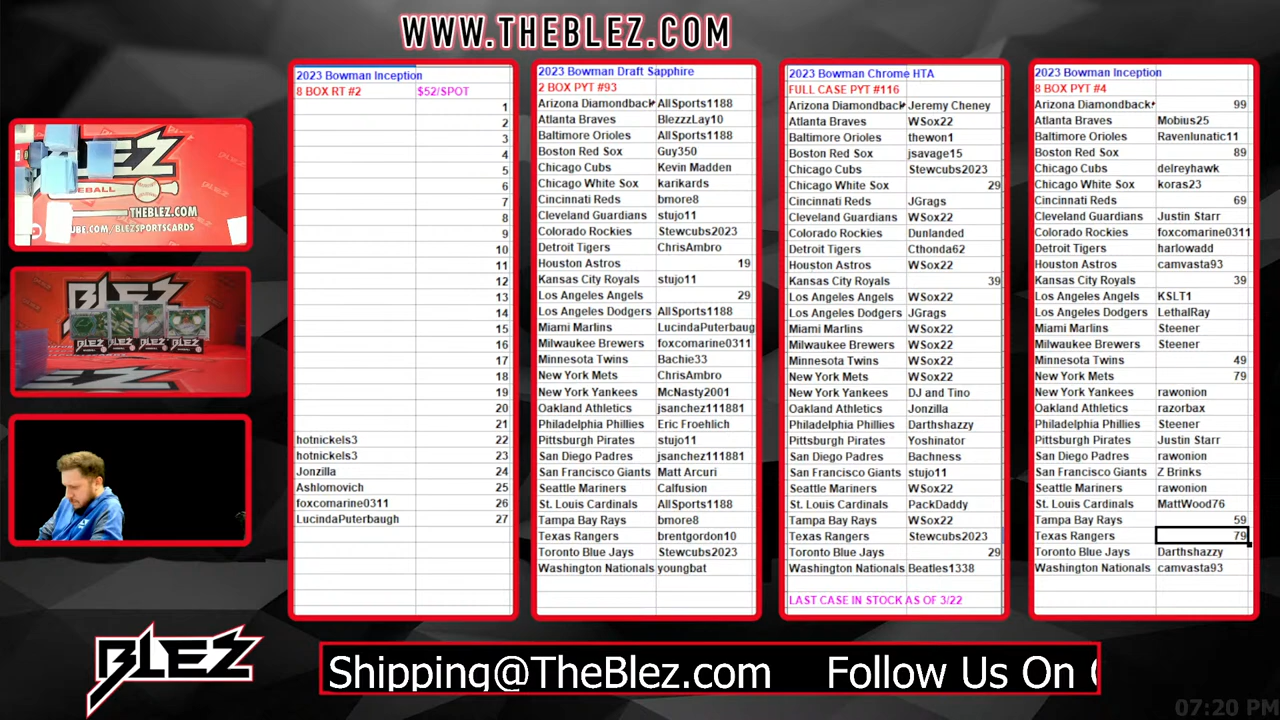 WWW.THEBLEZ.COM
THEBLEZ.COM
BLEZ
2023 Bowman Inception
8 BOX RT #2 $52/SPOT
1
2
3
4
5
6
7
8
9
10
11
12
13
14
15
16
17
18
19
20
21
hotnickels3 22
hotnickels3 23
Jonzilla 24
Ashlomovich 25
foxcomarine0311 26
LucindaPuterbaugh 27
2023 Bowman Draft Sapphire
2 BOX PYT #93
Arizona Diamondback AllSports1188
Atlanta Braves BlezzzLay10
Baltimore Orioles AllSports1188
Boston Red Sox Guy350
Chicago Cubs Kevin Madden
Chicago White Sox karikards
Cincinnati Reds bmore8
Cleveland Guardians stujo11
Colorado Rockies Stewcubs2023
Detroit Tigers ChrisAmbro
Houston Astros 19
Kansas City Royals stujo11
Los Angeles Angels 29
Los Angeles Dodgers AllSports1188
Miami Marlins LucindaPuterbaug
Milwaukee Brewers foxcomarine0311
Minnesota Twins Bachie33
New York Mets ChrisAmbro
New York Yankees McNasty2001
Oakland Athletics jsanchez111881
Philadelphia Phillies Eric Froehlich
Pittsburgh Pirates stujo11
San Diego Padres jsanchez111881
San Francisco Giants Matt Arcuri
Seattle Mariners Calfusion
St. Louis Cardinals AllSports1188
Tampa Bay Rays bmore8
Texas Rangers brentgordon10
Toronto Blue Jays Stewcubs2023
Washington Nationals youngbat
2023 Bowman Chrome HTA
FULL CASE PYT #116
Arizona Diamondback Jeremy Cheney
Atlanta Braves WSox22
Baltimore Orioles thewon1
Boston Red Sox jsavage15
Chicago Cubs Stewcubs2023
Chicago White Sox 29
Cincinnati Reds JGrags
Cleveland Guardians WSox22
Colorado Rockies Dunlanded
Detroit Tigers Cthonda62
Houston Astros WSox22
Kansas City Royals 39
Los Angeles Angels WSox22
Los Angeles Dodgers JGrags
Miami Marlins WSox22
Milwaukee Brewers WSox22
Minnesota Twins WSox22
New York Mets WSox22
New York Yankees DJ and Tino
Oakland Athletics Jonzilla
Philadelphia Phillies Darthshazzy
Pittsburgh Pirates Yoshinator
San Diego Padres Bachness
San Francisco Giants stujo11
Seattle Mariners WSox22
St. Louis Cardinals PackDaddy
Tampa Bay Rays WSox22
Texas Rangers Stewcubs2023
Toronto Blue Jays 29
Washington Nationals Beatles1338
LAST CASE IN STOCK AS OF 3/22
2023 Bowman Inception
8 BOX PYT #4
Arizona Diamondback 99
Atlanta Braves Mobius25
Baltimore Orioles Ravenlunatic11
Boston Red Sox 89
Chicago Cubs delreyhawk
Chicago White Sox koras23
Cincinnati Reds 69
Cleveland Guardians Justin Starr
Colorado Rockies foxcomarine0311
Detroit Tigers harlowadd
Houston Astros camvasta93
Kansas City Royals 39
Los Angeles Angels KSLT1
Los Angeles Dodgers LethalRay
Miami Marlins Steener
Milwaukee Brewers Steener
Minnesota Twins 49
New York Mets 79
New York Yankees rawonion
Oakland Athletics razorbax
Philadelphia Phillies Steener
Pittsburgh Pirates Justin Starr
San Diego Padres rawonion
San Francisco Giants Z Brinks
Seattle Mariners rawonion
St. Louis Cardinals MattWood76
Tampa Bay Rays 59
Texas Rangers 79
Toronto Blue Jays Darthshazzy
Washington Nationals camvasta93
BLEZ
Shipping@TheBlez.com Follow Us On
07:20 PM